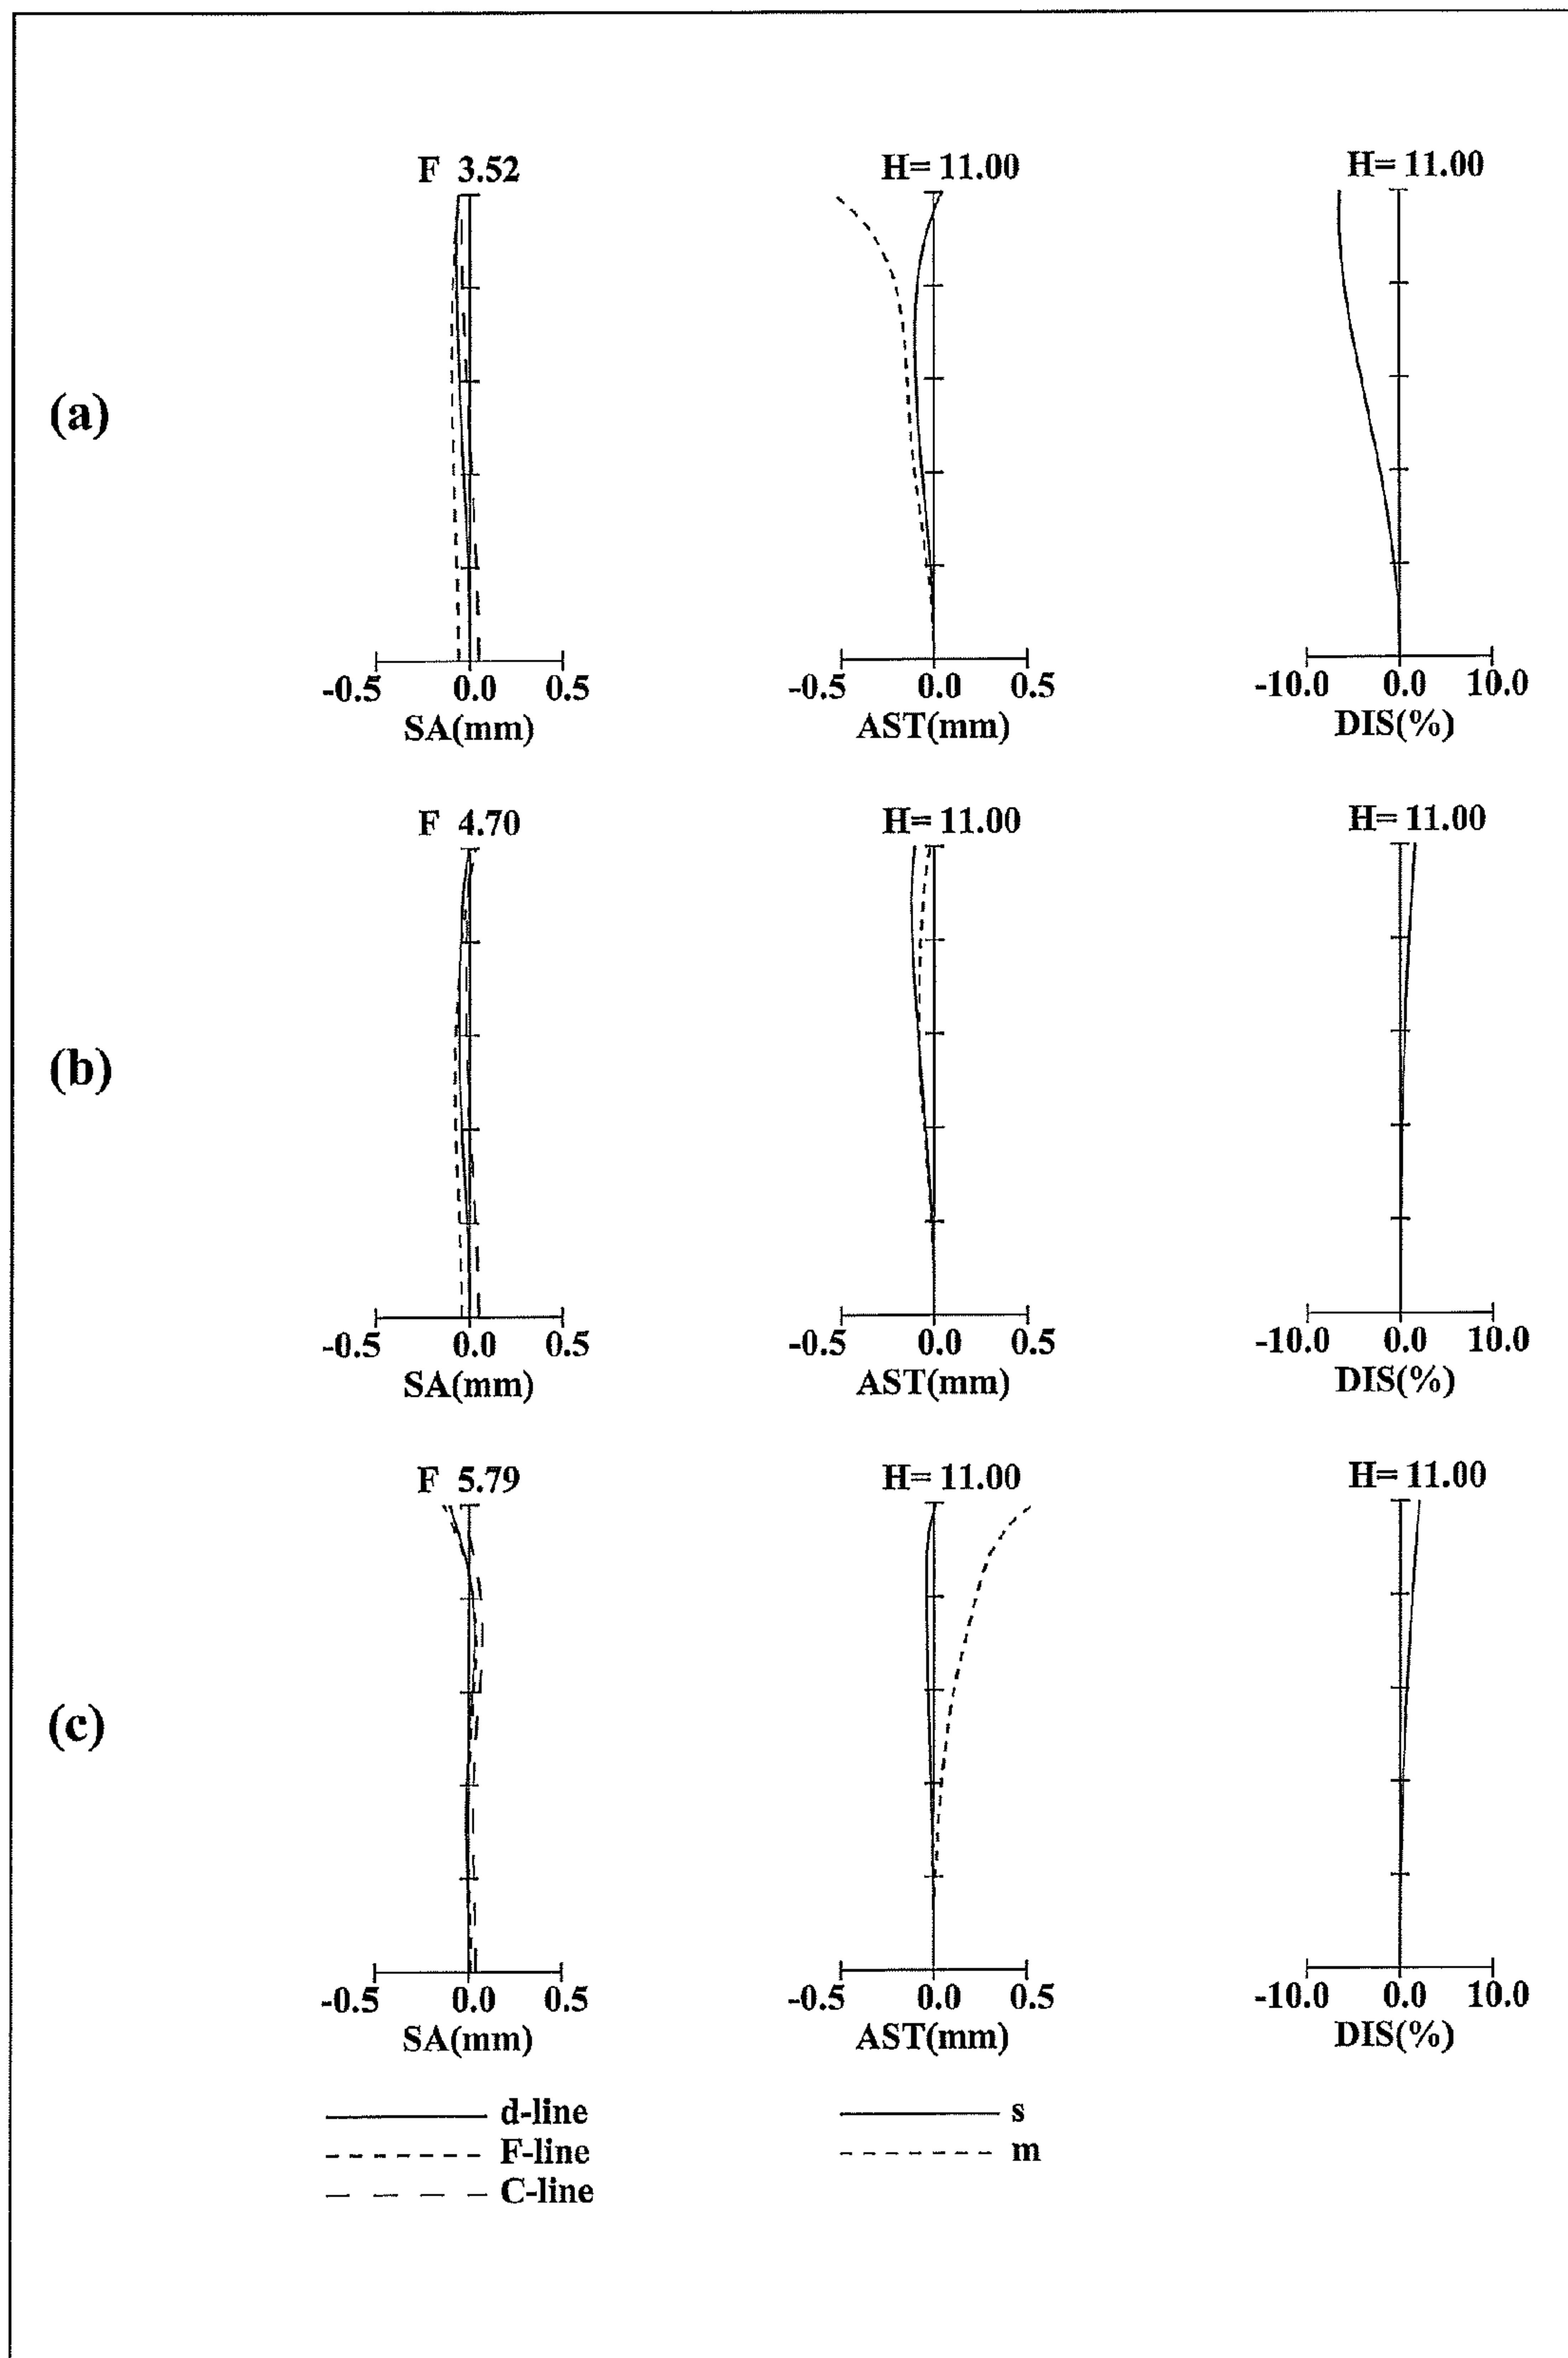 F 3.52
H= 11.00
H= 11.00
(a)
-0.5 0.0 0.5
SA(mm)
-0.5 0.0 0.5
AST(mm)
-10.0 0.0 10.0
DIS(%)
F 4.70
H= 11.00
H= 11.00
(b)
-0.5 0.0 0.5
SA(mm)
-0.5 0.0 0.5
AST(mm)
-10.0 0.0 10.0
DIS(%)
F 5.79
H= 11.00
H= 11.00
(c)
-0.5 0.0 0.5
SA(mm)
-0.5 0.0 0.5
AST(mm)
-10.0 0.0 10.0
DIS(%)
d-line
F-line
C-line
s
m